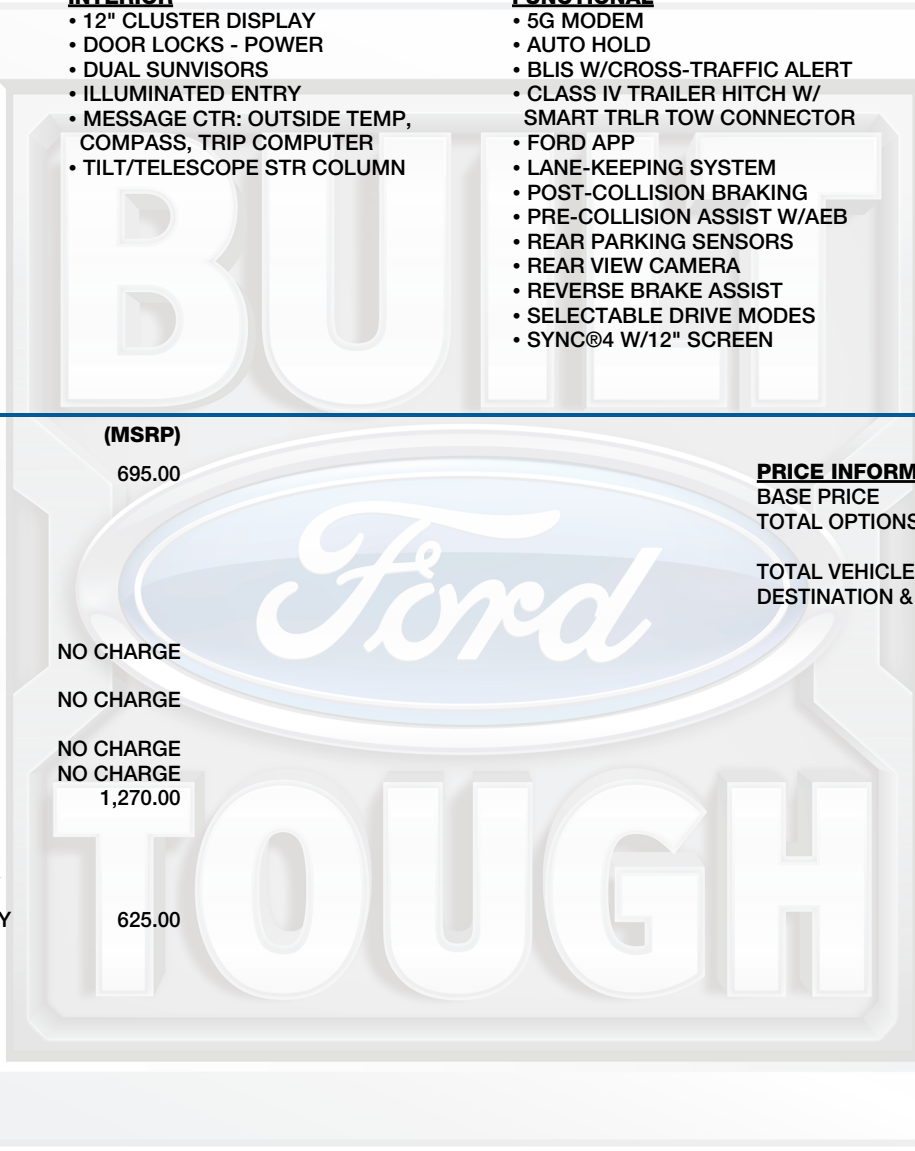 INTERIOR
• 12" CLUSTER DISPLAY
• DOOR LOCKS - POWER
• DUAL SUNVISORS
• ILLUMINATED ENTRY
• MESSAGE CTR: OUTSIDE TEMP,
COMPASS, TRIP COMPUTER
• TILT/TELESCOPE STR COLUMN
FUNCTIONAL
• 5G MODEM
• AUTO HOLD
• BLIS W/CROSS-TRAFFIC ALERT
• CLASS IV TRAILER HITCH W/
SMART TRLR TOW CONNECTOR
• FORD APP
• LANE-KEEPING SYSTEM
• POST-COLLISION BRAKING
• PRE-COLLISION ASSIST W/AEB
• REAR PARKING SENSORS
• REAR VIEW CAMERA
• REVERSE BRAKE ASSIST
• SELECTABLE DRIVE MODES
• SYNC®4 W/12" SCREEN
BUILT
(MSRP)
695.00
NO CHARGE
NO CHARGE
NO CHARGE
NO CHARGE
1,270.00
Y 625.00
Ford
PRICE INFORM
BASE PRICE
TOTAL OPTIONS
TOTAL VEHICLE
DESTINATION &
TOUGH